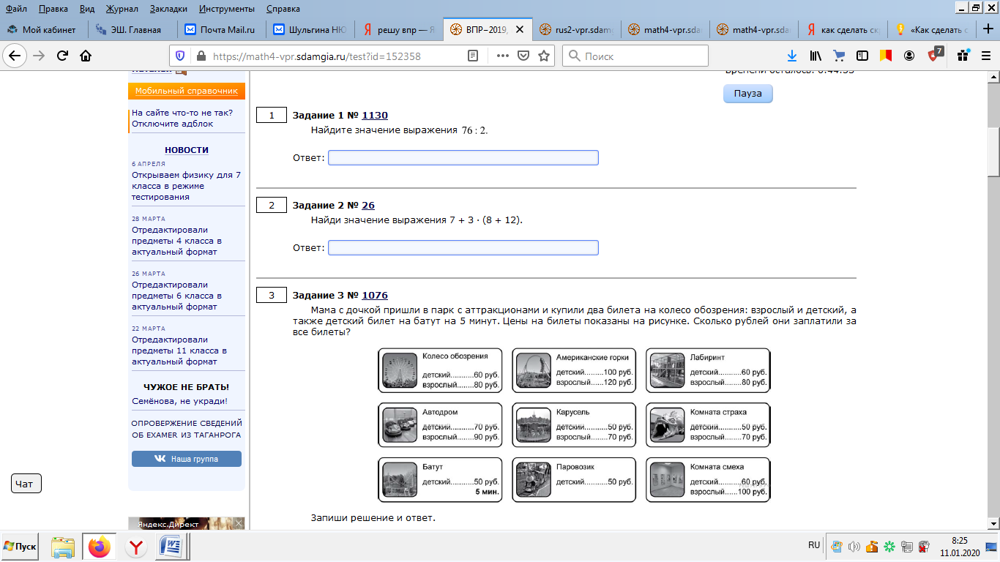 Файл Правка Вид Журнал Закладки Инструменты Справка
Мой кабинет
ЭШ. Главная
Почта Mail.ru
Шульгина НЮ
решу впр — Я
ВПР–2019,
rus2-vpr.sdamg
math4-vpr.sda
math4-vpr.sda
как сделать скр
«Как сделать с
https://math4-vpr.sdamgia.ru/test?id=152358
Поиск
7
Мобильный справочник
На сайте что-то не так?
Отключите адблок
НОВОСТИ
6 АПРЕЛЯ
Открываем физику для 7
класса в режиме
тестирования
28 МАРТА
Отредактировали
предметы 4 класса в
актуальный формат
26 МАРТА
Отредактировали
предметы 6 класса в
актуальный формат
22 МАРТА
Отредактировали
предметы 11 класса в
актуальный формат
ЧУЖОЕ НЕ БРАТЬ!
Семёнова, не укради!
ОПРОВЕРЖЕНИЕ СВЕДЕНИЙ
ОБ EXAMER ИЗ ТАГАНРОГА
Наша группа
Чат
Яндекс.Директ
Времени осталось: 0:44:55
Пауза
1
Задание 1 № 1130
Найдите значение выражения 76 : 2.
Ответ:
2
Задание 2 № 26
Найди значение выражения 7 + 3 · (8 + 12).
Ответ:
3
Задание 3 № 1076
Мама с дочкой пришли в парк с аттракционами и купили два билета на колесо обозрения: взрослый и детский, а
также детский билет на батут на 5 минут. Цены на билеты показаны на рисунке. Сколько рублей они заплатили за
все билеты?
Колесо обозрения
детский...........60 руб.
взрослый........80 руб.
Американские горки
детский.........100 руб.
взрослый......120 руб.
Лабиринт
детский...........60 руб.
взрослый........80 руб.
Автодром
детский...........70 руб.
взрослый........90 руб.
Карусель
детский...........50 руб.
взрослый........70 руб.
Комната страха
детский...........50 руб.
взрослый........70 руб.
Батут
детский...........50 руб.
5 мин.
Паровозик
детский...........50 руб.
Комната смеха
детский...........60 руб.
взрослый......100 руб.
Запиши решение и ответ.
Пуск
RU
8:25
11.01.2020